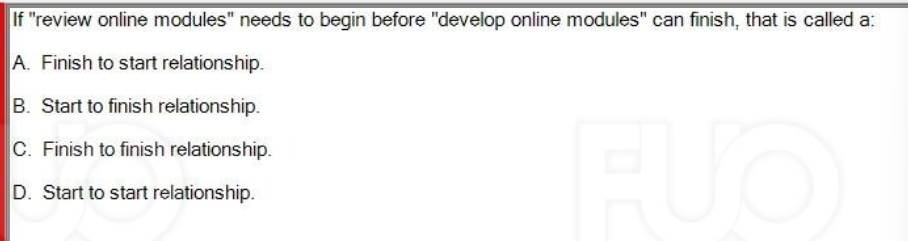 If "review online modules" needs to begin before "develop online modules" can finish, that is called a:
A. Finish to start relationship.
B. Start to finish relationship.
C. Finish to finish relationship.
D. Start to start relationship.
FUO